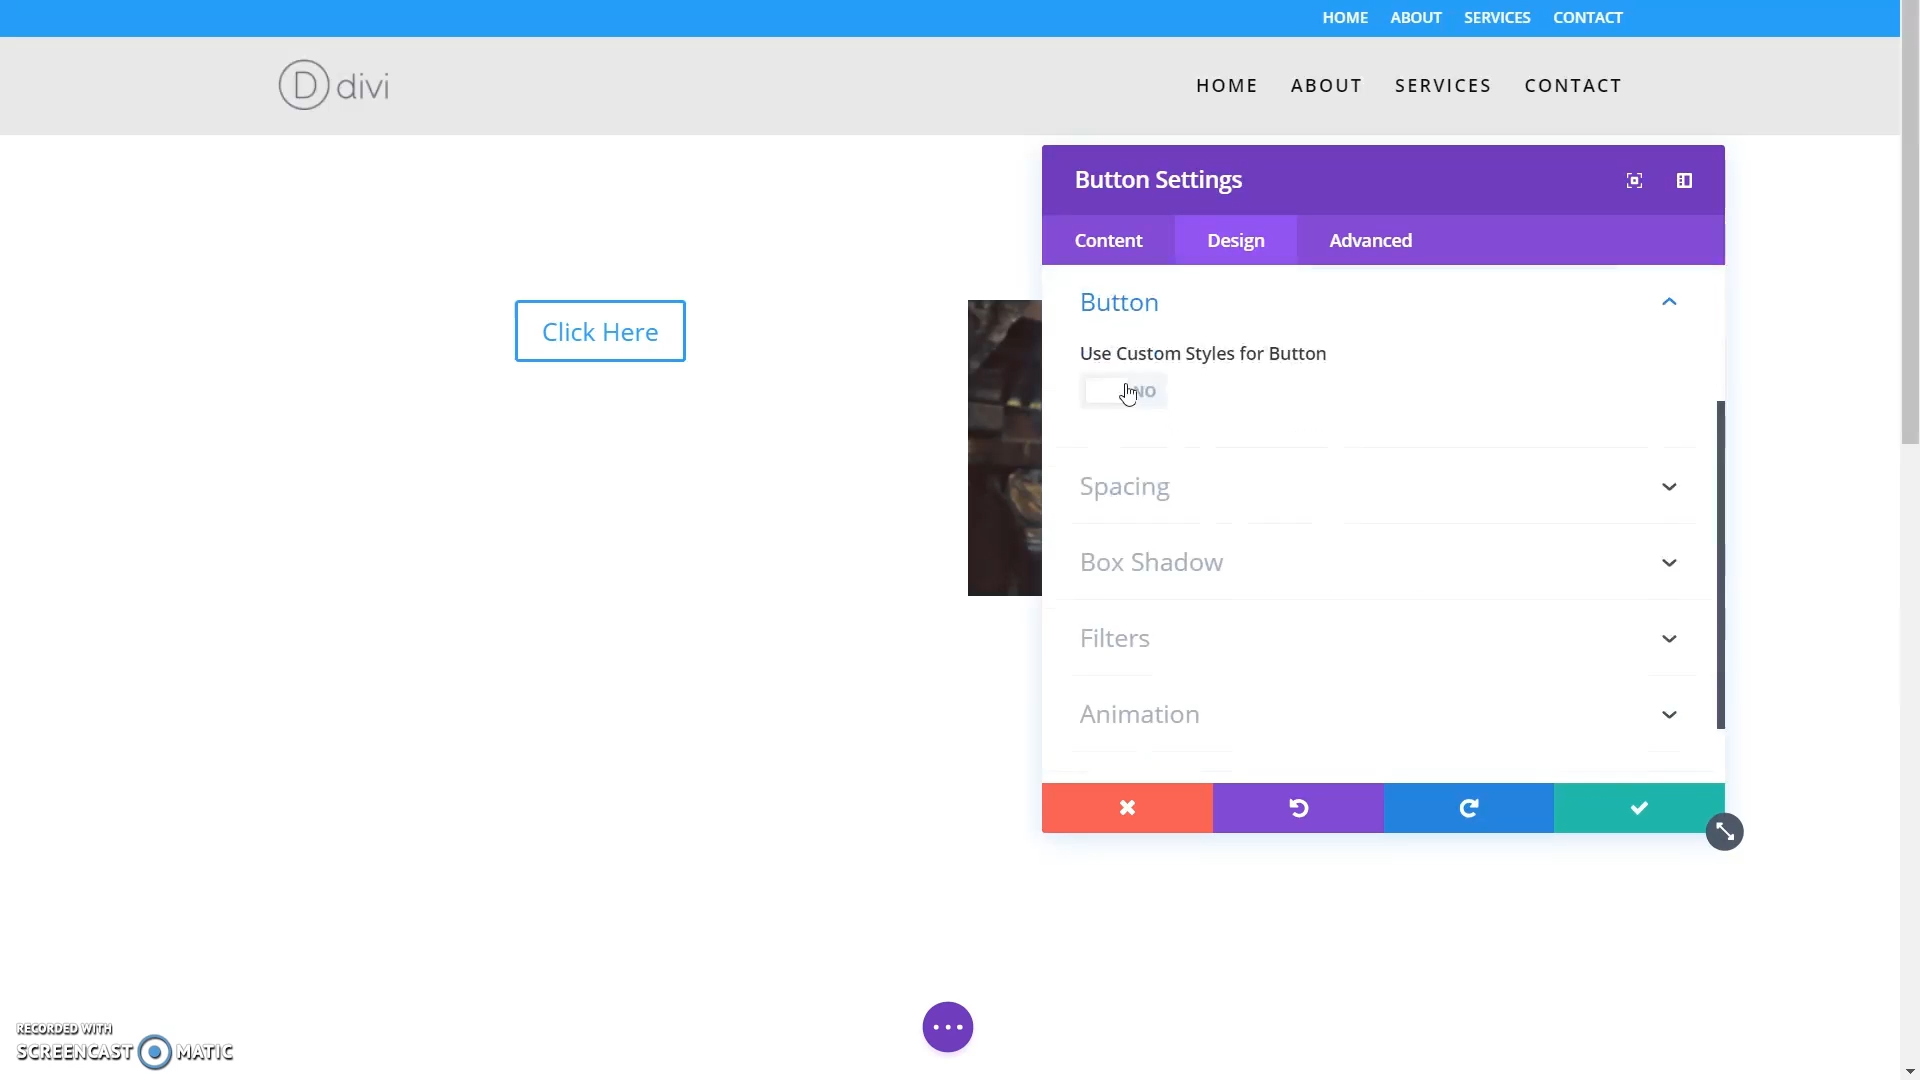 HOME ABOUT SERVICES CONTACT
D divi
HOME ABOUT SERVICES CONTACT
Button Settings
Content Design Advanced
Button
Click Here
Use Custom Styles for Button
NO
Spacing
Box Shadow
Filters
Animation
RECORDED WITH
SCREENCAST MATIC